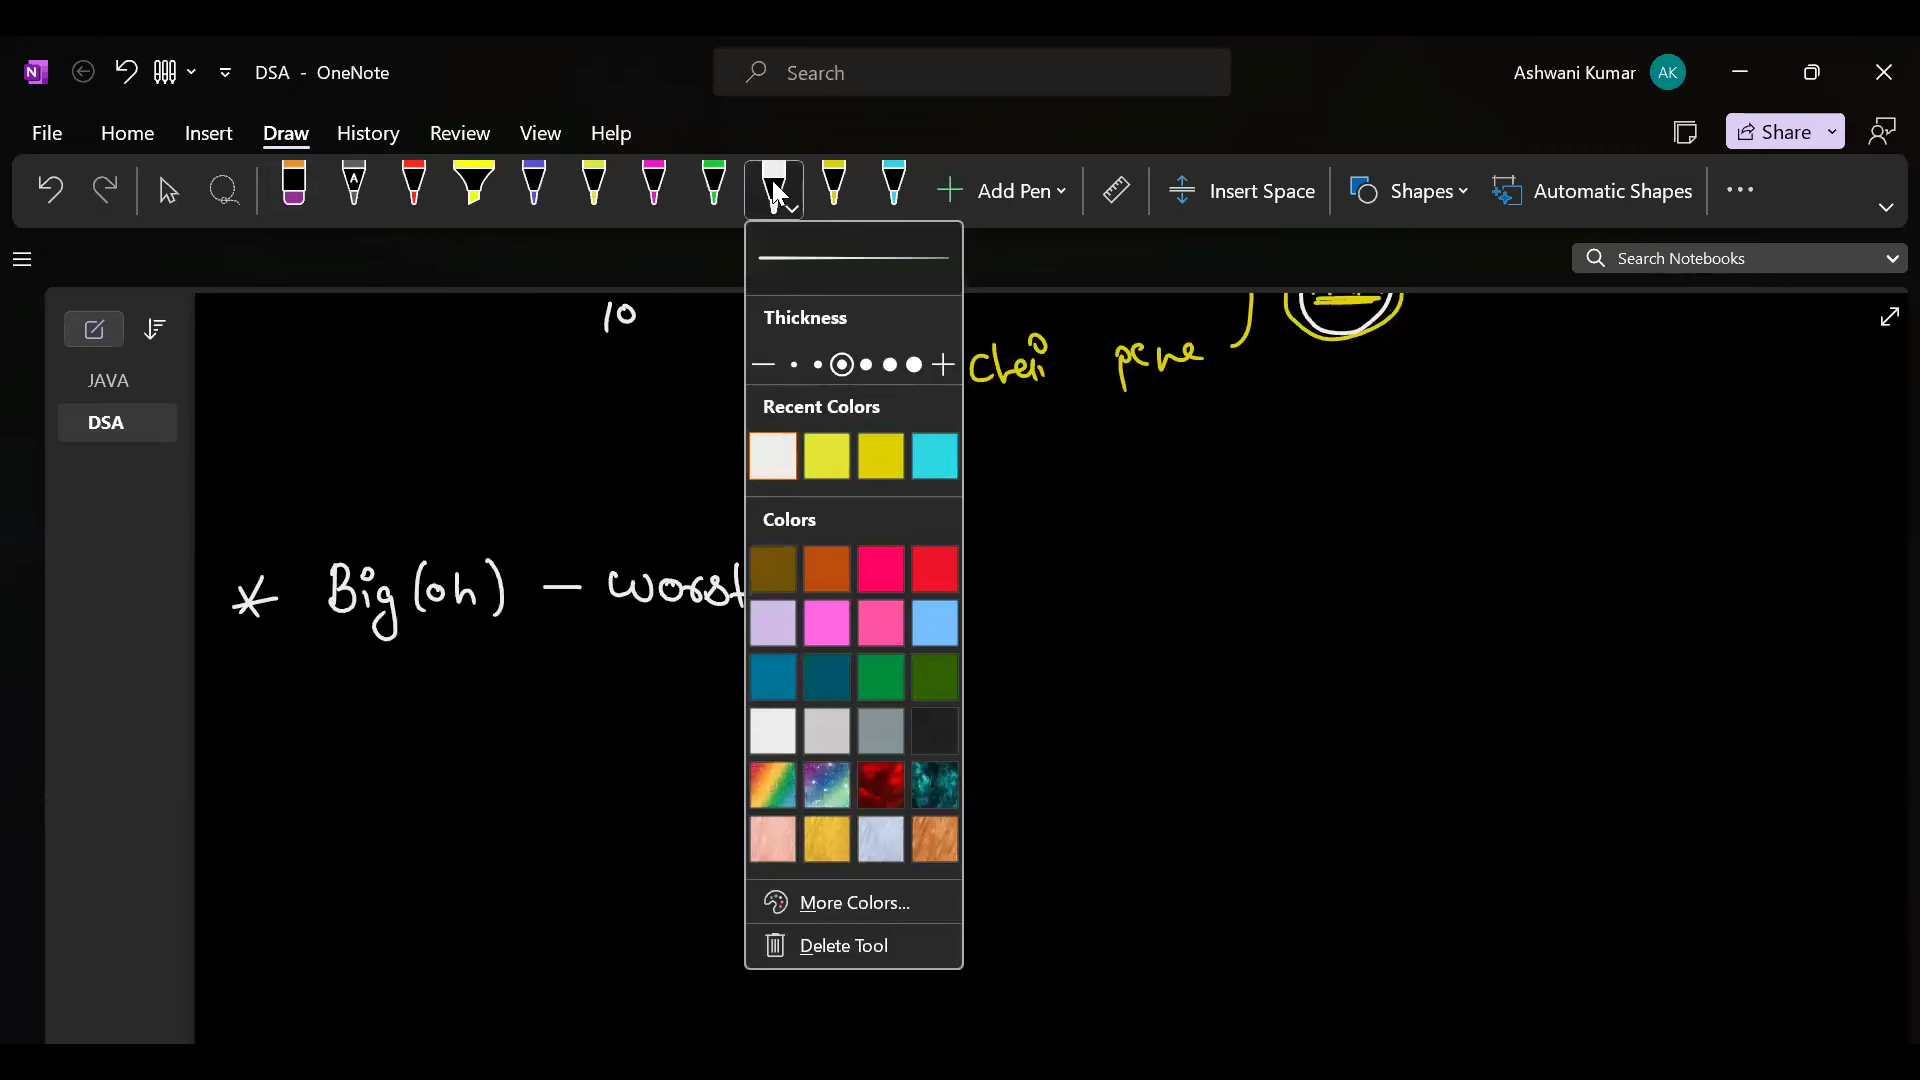 DSA - OneNote
Search
Ashwani Kumar
AK
File Home Insert Draw History Review View Help
Share
Add Pen
Insert Space
Shapes
Automatic Shapes
Search Notebooks
JAVA
DSA
10
Thickness
Recent Colors
Colors
* Big(oh) - worst
More Colors...
Delete Tool